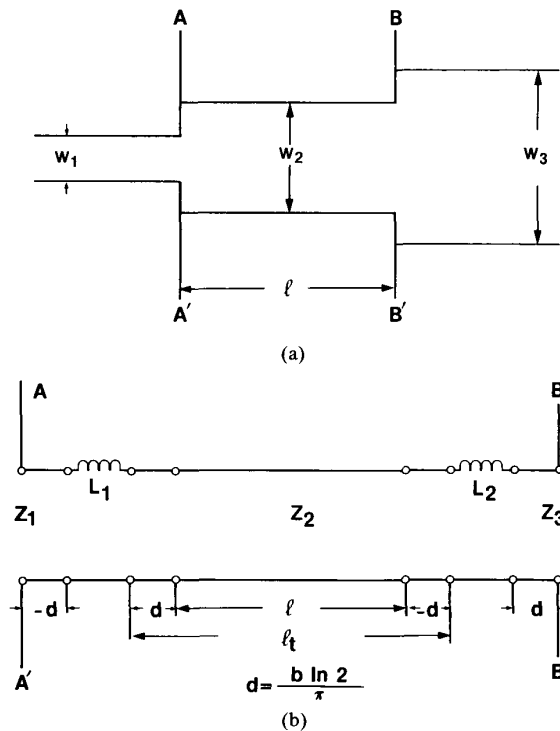 A B
w₁ w₂ w₃
ℓ
A′ B′
(a)
A B
L₁ L₂
Z₁ Z₂ Z₃
-d d ℓ -d d
ℓt
A′ B
d = b ln 2 / π
(b)